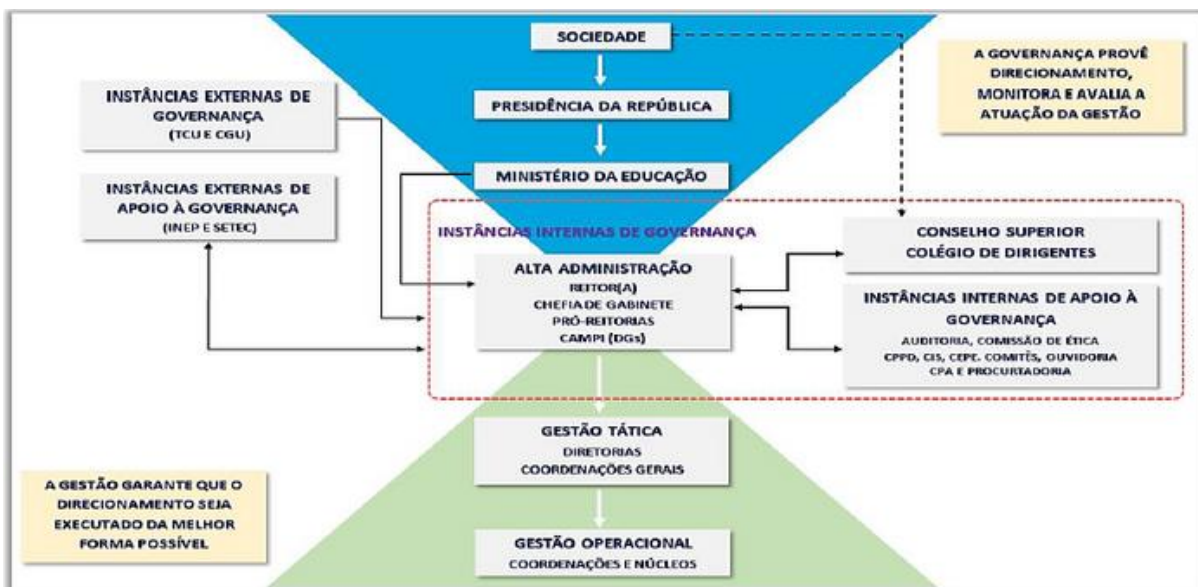 SOCIEDADE
A GOVERNANÇA PROVÊ
DIRECIONAMENTO,
MONITORA E AVALIA A
ATUAÇÃO DA GESTÃO
INSTÂNCIAS EXTERNAS DE
GOVERNANÇA
(TCU E CGU)
PRESIDÊNCIA DA REPÚBLICA
MINISTÉRIO DA EDUCAÇÃO
INSTÂNCIAS EXTERNAS DE
APOIO À GOVERNANÇA
(INEP E SETEC)
INSTÂNCIAS INTERNAS DE GOVERNANÇA
CONSELHO SUPERIOR
COLÉGIO DE DIRIGENTES
ALTA ADMINISTRAÇÃO
REITOR(A)
CHEFIA DE GABINETE
PRÓ-REITORIAS
CAMPI (DGs)
INSTÂNCIAS INTERNAS DE APOIO À
GOVERNANÇA
AUDITORIA, COMISSÃO DE ÉTICA
CPPD, CIS, CEPE. COMITÊS, OUVIDORIA
CPA E PROCURTADORIA
GESTÃO TÁTICA
DIRETORIAS
COORDENAÇÕES GERAIS
A GESTÃO GARANTE QUE O
DIRECIONAMENTO SEJA
EXECUTADO DA MELHOR
FORMA POSSÍVEL
GESTÃO OPERACIONAL
COORDENAÇÕES E NÚCLEOS